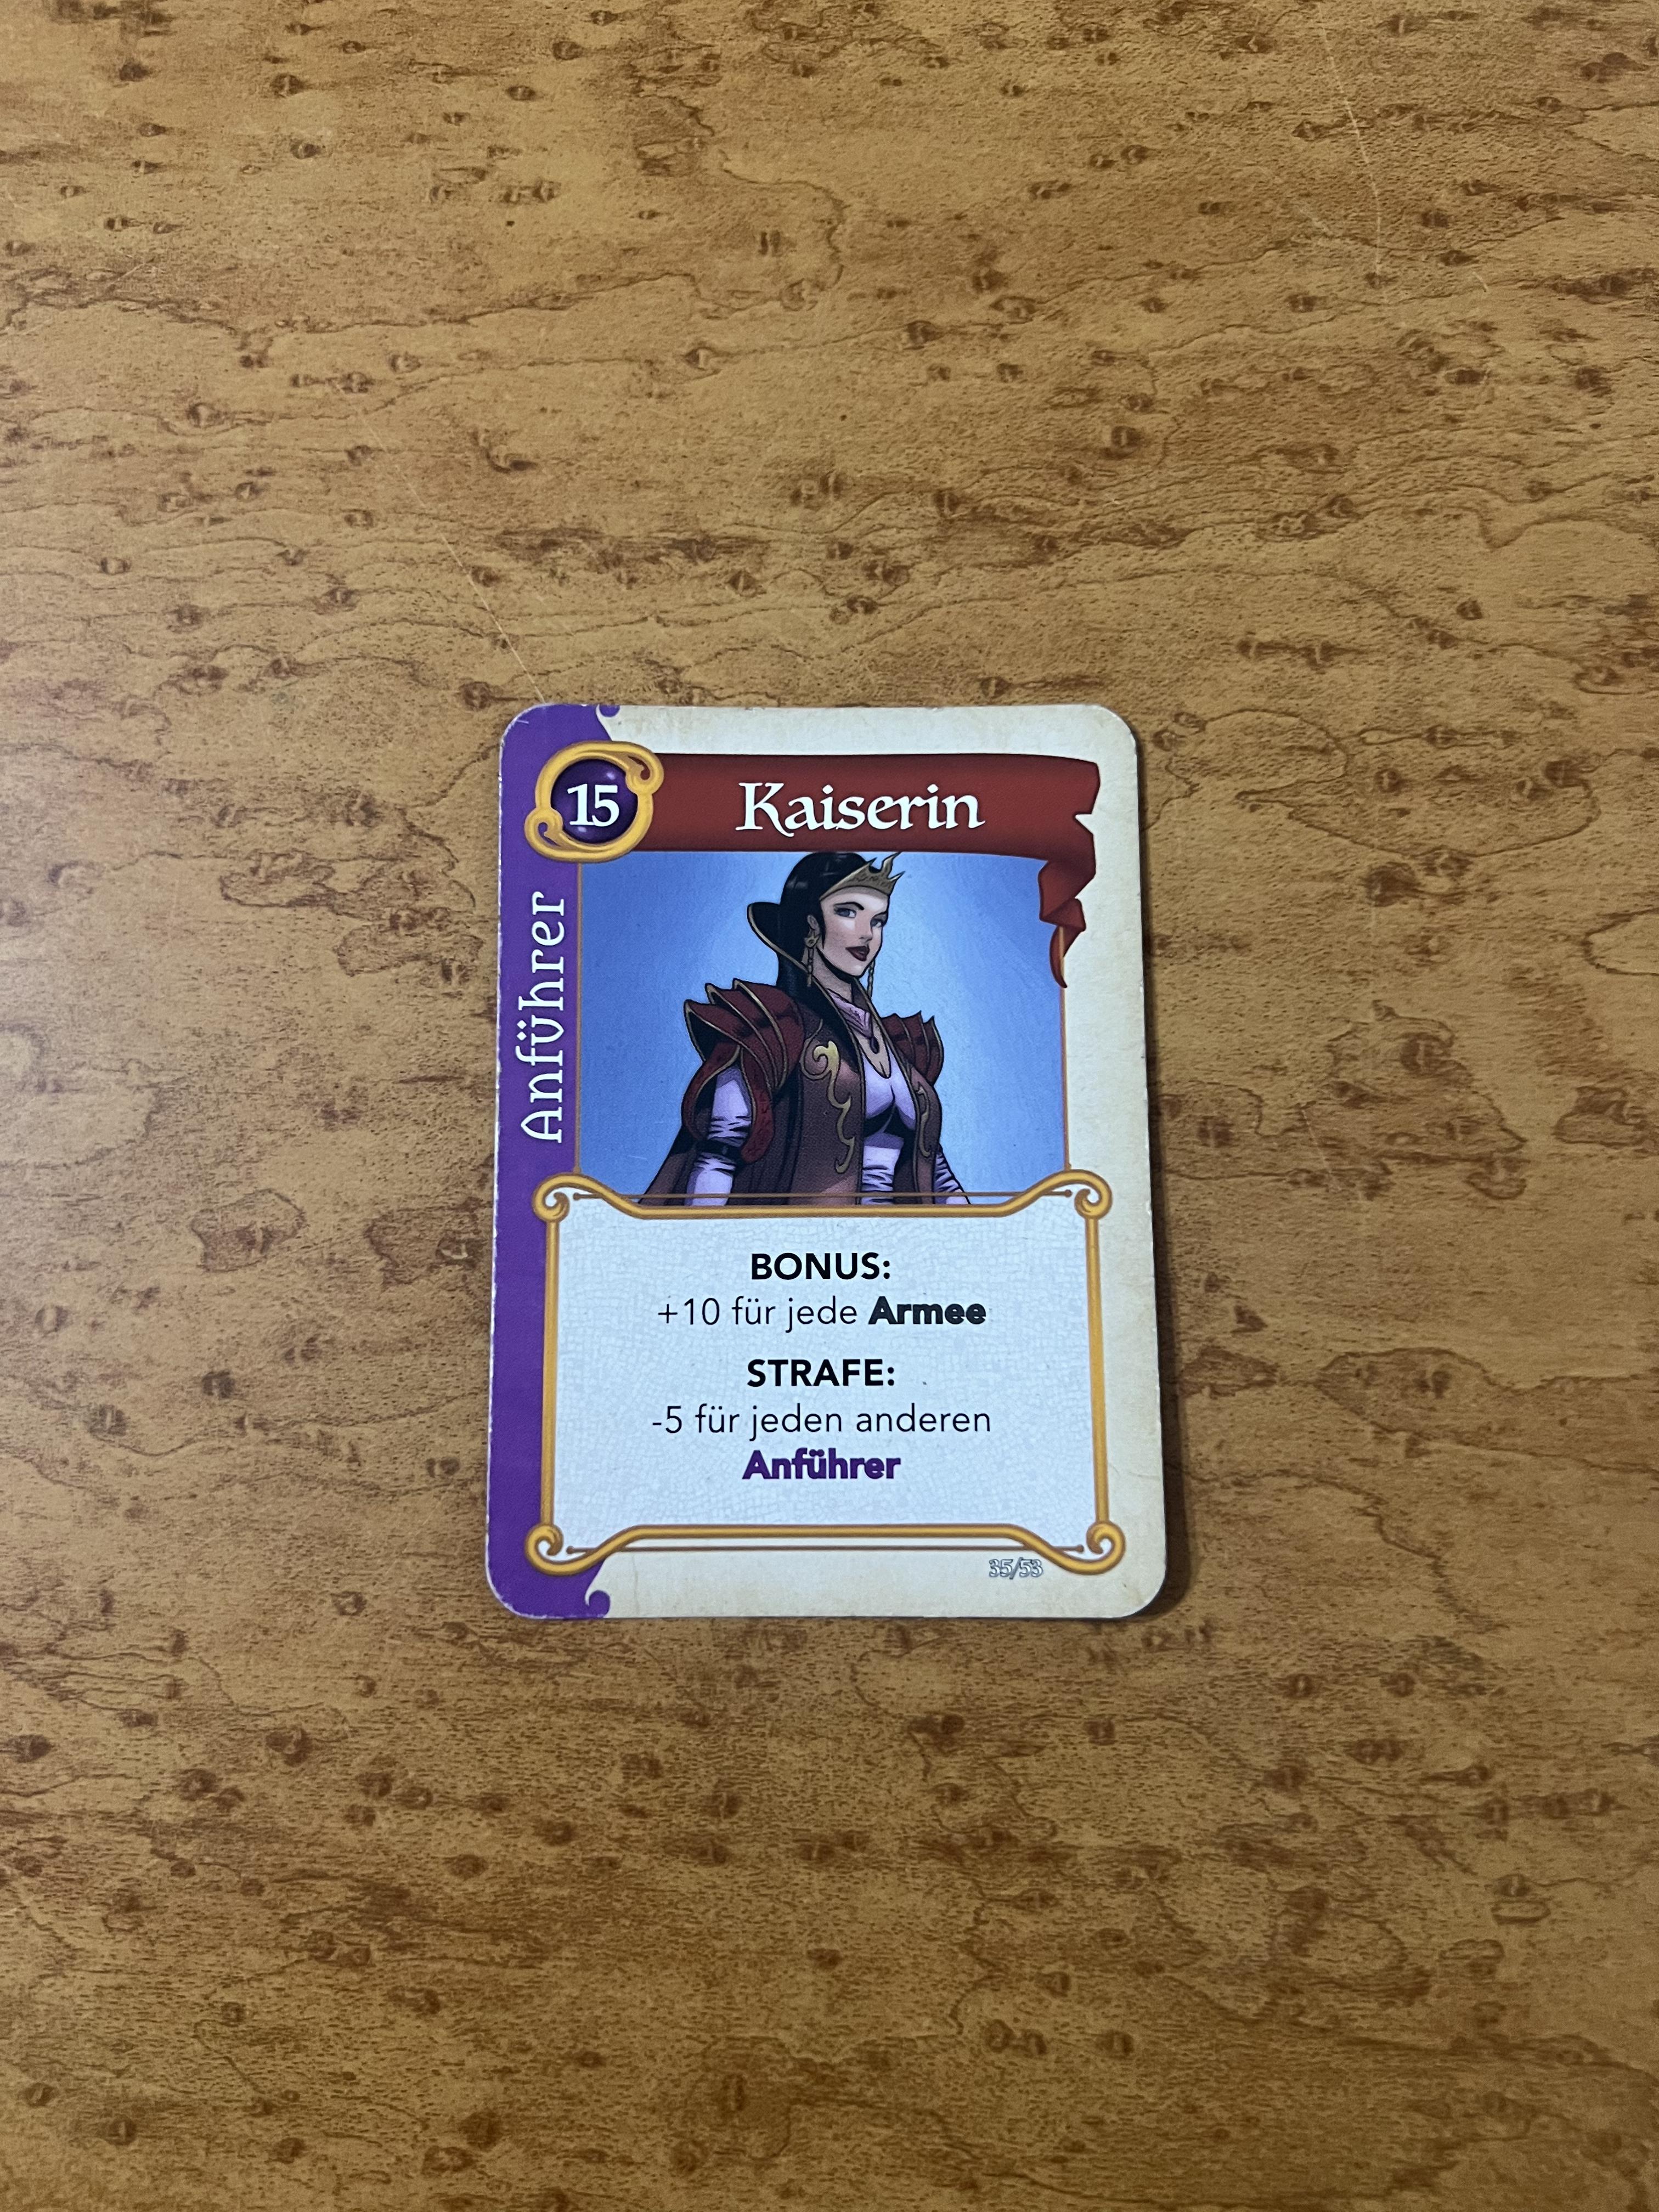 15
Kaiserin
Anführer
BONUS:
+10 für jede Armee
STRAFE:
-5 für jeden anderen
Anführer
35/53